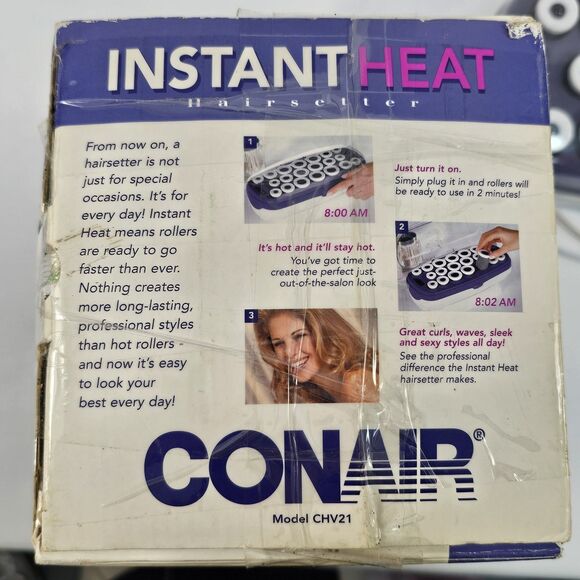 INSTANT HEAT
Hairsetter
From now on, a
hairsetter is not
just for special
occasions. It's for
every day! Instant
Heat means rollers
are ready to go
faster than ever.
Nothing creates
more long-lasting,
professional styles
than hot rollers -
and now it's easy
to look your
best every day!
1
8:00 AM
Just turn it on.
Simply plug it in and rollers will
be ready to use in 2 minutes!
It's hot and it'll stay hot.
You've got time to
create the perfect just-
out-of-the-salon look
2
8:02 AM
3
Great curls, waves, sleek
and sexy styles all day!
See the professional
difference the Instant Heat
hairsetter makes.
CONAIR®
Model CHV21